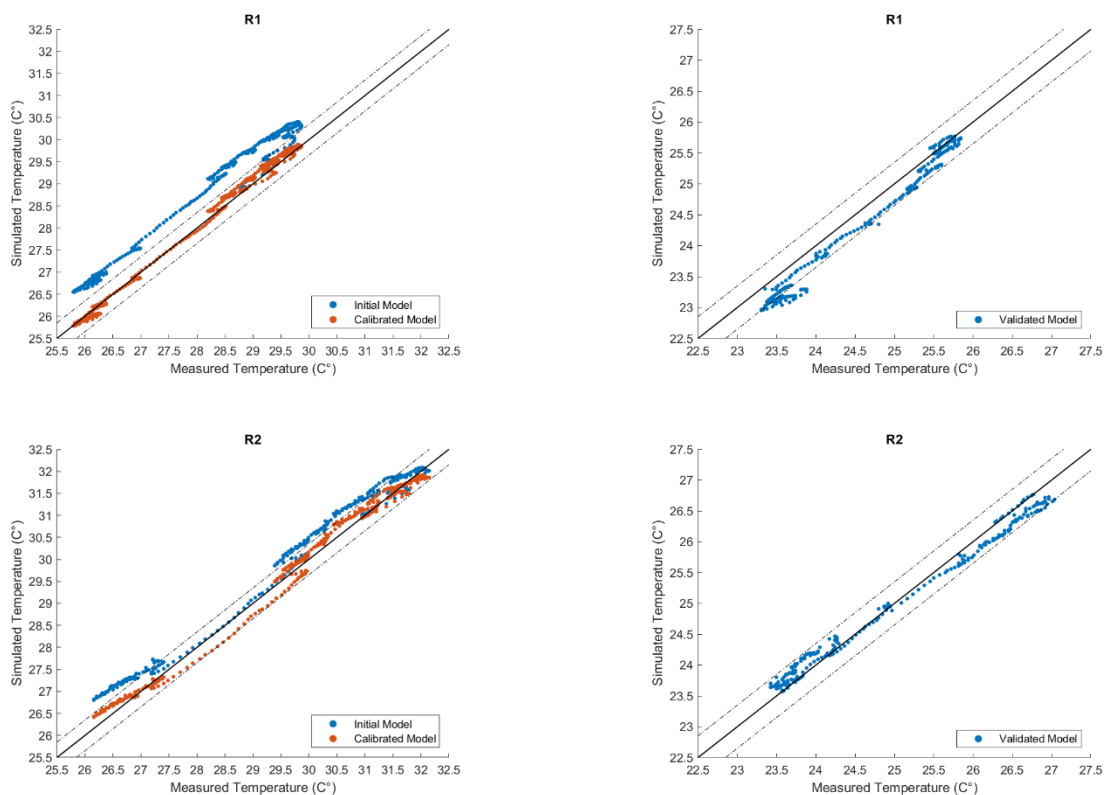 R1
32.5
32
31.5
31
30.5
30
29.5
29
28.5
28
27.5
27
26.5
26
25.5
Simulated Temperature (C°)
25.5 26 26.5 27 27.5 28 28.5 29 29.5 30 30.5 31 31.5 32 32.5
Measured Temperature (C°)
Initial Model
Calibrated Model
R1
27.5
27
26.5
26
25.5
25
24.5
24
23.5
23
22.5
Simulated Temperature (C°)
22.5 23 23.5 24 24.5 25 25.5 26 26.5 27 27.5
Measured Temperature (C°)
Validated Model
R2
32.5
32
31.5
31
30.5
30
29.5
29
28.5
28
27.5
27
26.5
26
25.5
Simulated Temperature (C°)
25.5 26 26.5 27 27.5 28 28.5 29 29.5 30 30.5 31 31.5 32 32.5
Measured Temperature (C°)
Initial Model
Calibrated Model
R2
27.5
27
26.5
26
25.5
25
24.5
24
23.5
23
22.5
Simulated Temperature (C°)
22.5 23 23.5 24 24.5 25 25.5 26 26.5 27 27.5
Measured Temperature (C°)
Validated Model